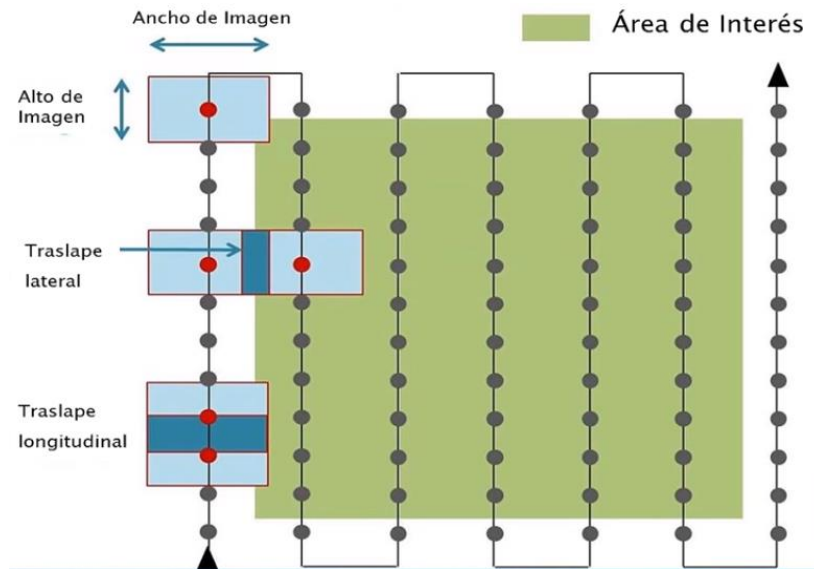 Ancho de Imagen
Área de Interés
Alto de
Imagen
Traslape
lateral
Traslape
longitudinal